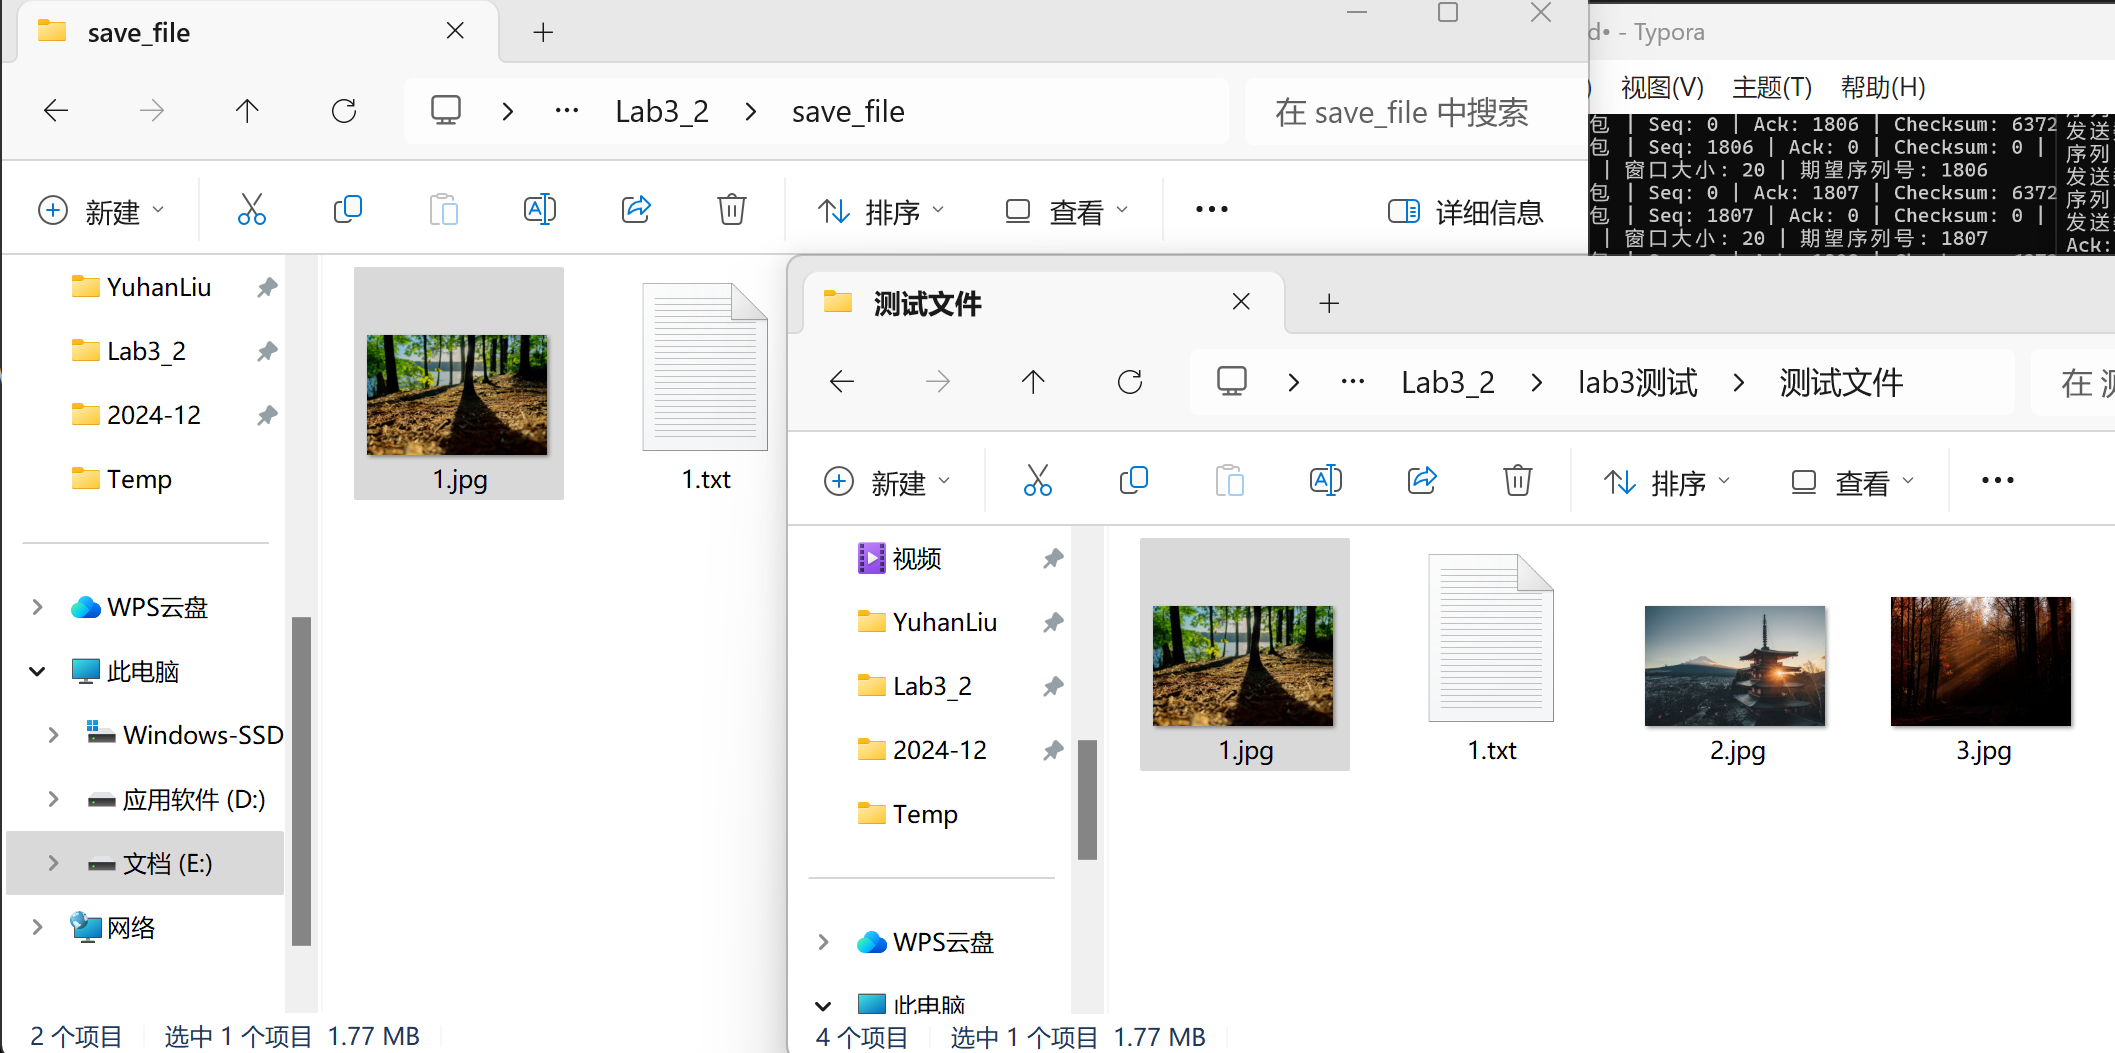 save_file
d• - Typora
视图(V) 主题(T) 帮助(H)
Lab3_2 save_file
在 save_file 中搜索
新建
排序
查看
详细信息
包 | Seq: 0 | Ack: 1806 | Checksum: 6372
包 | Seq: 1806 | Ack: 0 | Checksum: 0 |
| 窗口大小: 20 | 期望序列号: 1806
包 | Seq: 0 | Ack: 1807 | Checksum: 6372
包 | Seq: 1807 | Ack: 0 | Checksum: 0 |
| 窗口大小: 20 | 期望序列号: 1807
发送
序列
发送
序列
发送
Ack:
YuhanLiu
Lab3_2
2024-12
Temp
WPS云盘
此电脑
Windows-SSD
应用软件 (D:)
文档 (E:)
网络
1.jpg
1.txt
2 个项目
选中 1 个项目 1.77 MB
测试文件
Lab3_2 lab3测试 测试文件
在 测
新建
排序
查看
视频
YuhanLiu
Lab3_2
2024-12
Temp
WPS云盘
此电脑
1.jpg
1.txt
2.jpg
3.jpg
4 个项目
选中 1 个项目 1.77 MB